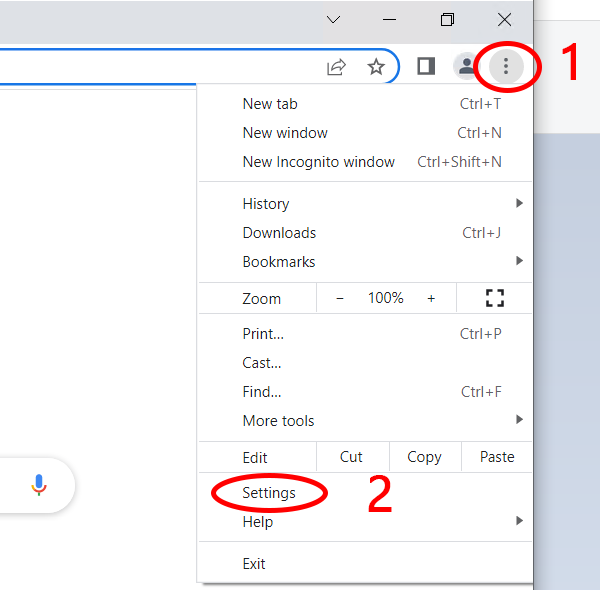 1
New tab Ctrl+T
New window Ctrl+N
New Incognito window Ctrl+Shift+N
History
Downloads Ctrl+J
Bookmarks
Zoom − 100% +
Print... Ctrl+P
Cast...
Find... Ctrl+F
More tools
Edit Cut Copy Paste
Settings 2
Help
Exit